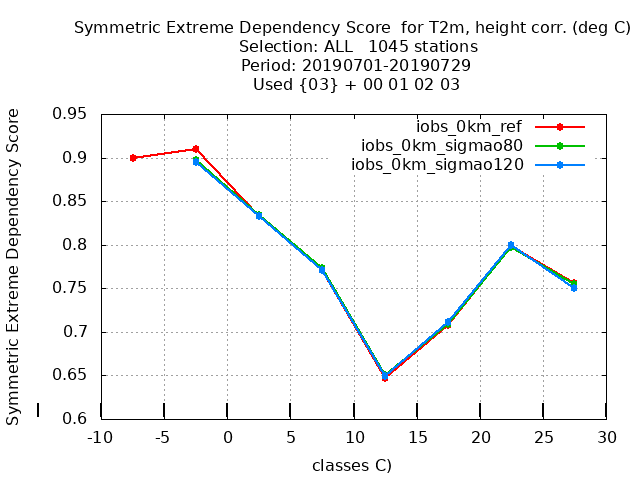 Symmetric Extreme Dependency Score for T2m, height corr. (deg C)
Selection: ALL 1045 stations
Period: 20190701-20190729
Used {03} + 00 01 02 03
iobs_0km_ref
iobs_0km_sigmao80
iobs_0km_sigmao120
Symmetric Extreme Dependency Score
0.95
0.9
0.85
0.8
0.75
0.7
0.65
0.6
-10 -5 0 5 10 15 20 25 30
classes C)